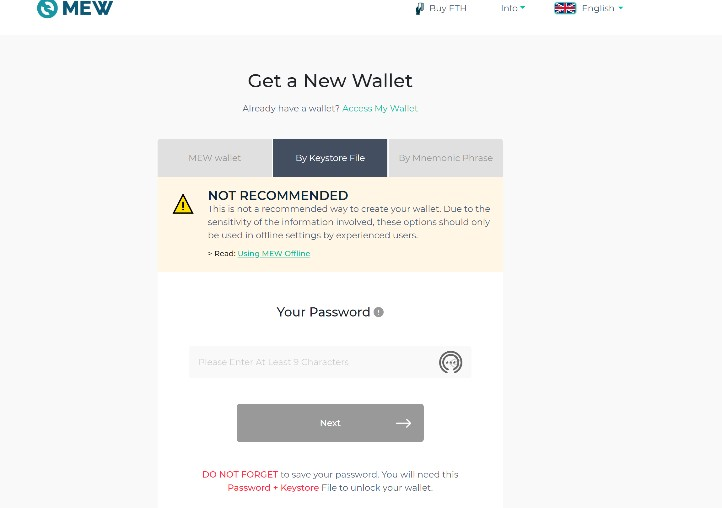 MEW
Buy ETH
Info
English
Get a New Wallet
Already have a wallet? Access My Wallet
MEW wallet
By Keystore File
By Mnemonic Phrase
NOT RECOMMENDED
This is not a recommended way to create your wallet. Due to the
sensitivity of the information involved, these options should only
be used in offline settings by experienced users.
> Read: Using MEW Offline
Your Password
Please Enter At Least 9 Characters
Next
DO NOT FORGET to save your password. You will need this
Password + Keystore File to unlock your wallet.